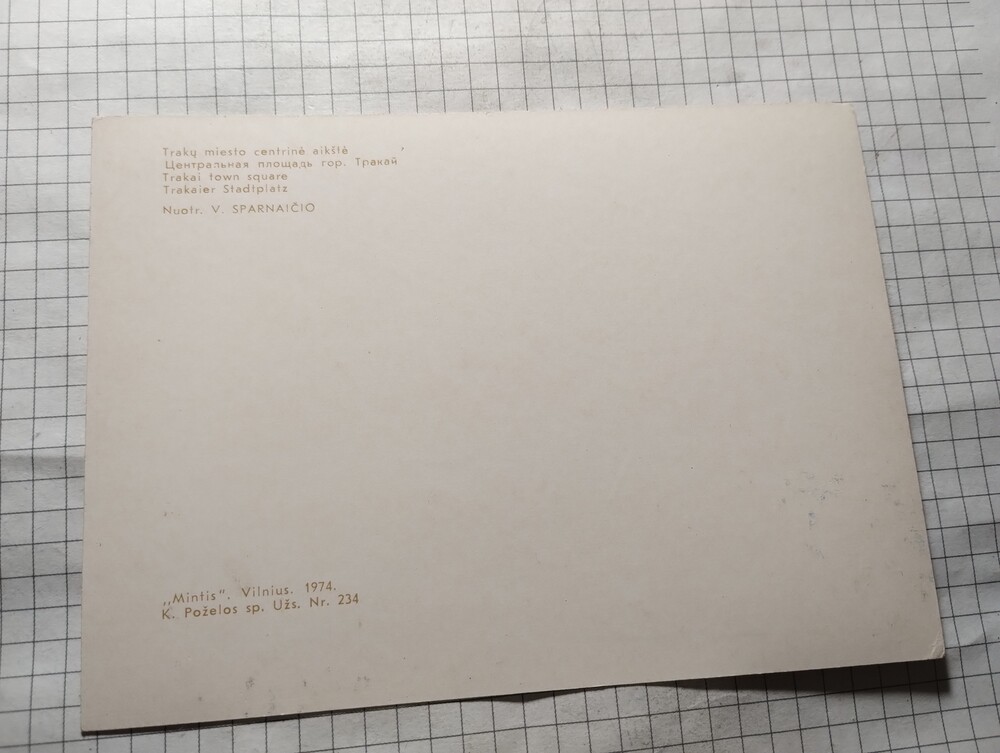 Trakų miesto centrinė aikštė
Центральная площадь гор. Тракай
Trakai town square
Trakaier Stadtplatz
Nuotr. V. SPARNAIČIO
„Mintis“. Vilnius. 1974.
K. Poželos sp. Užs. Nr. 234